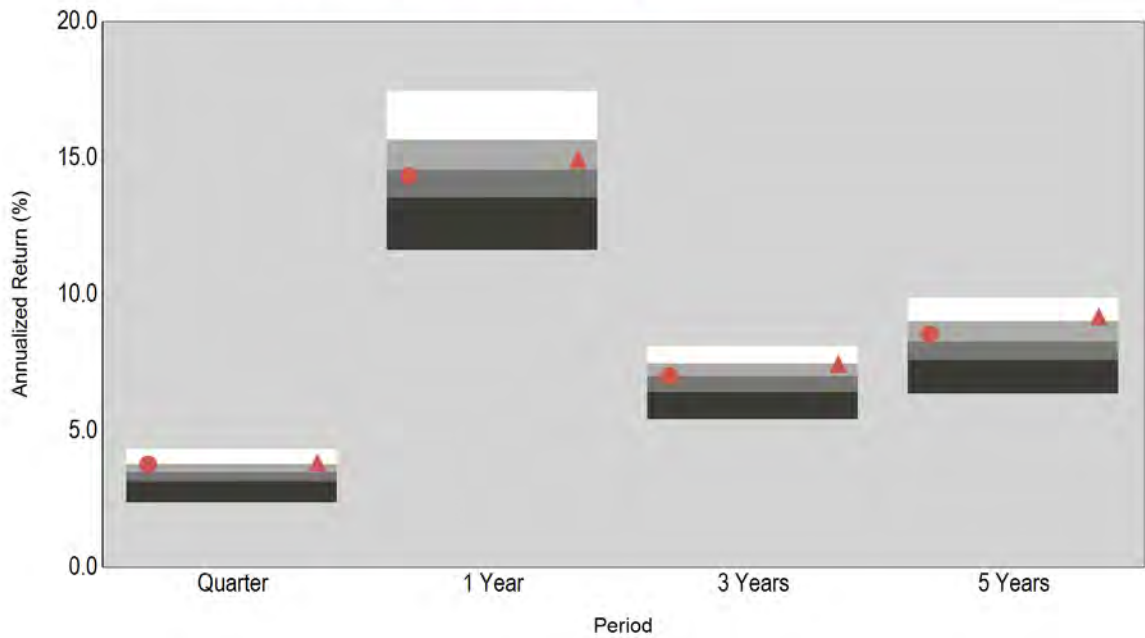 20.0
15.0
10.0
5.0
0.0
Annualized Return (%)
Quarter
1 Year
3 Years
5 Years
Period